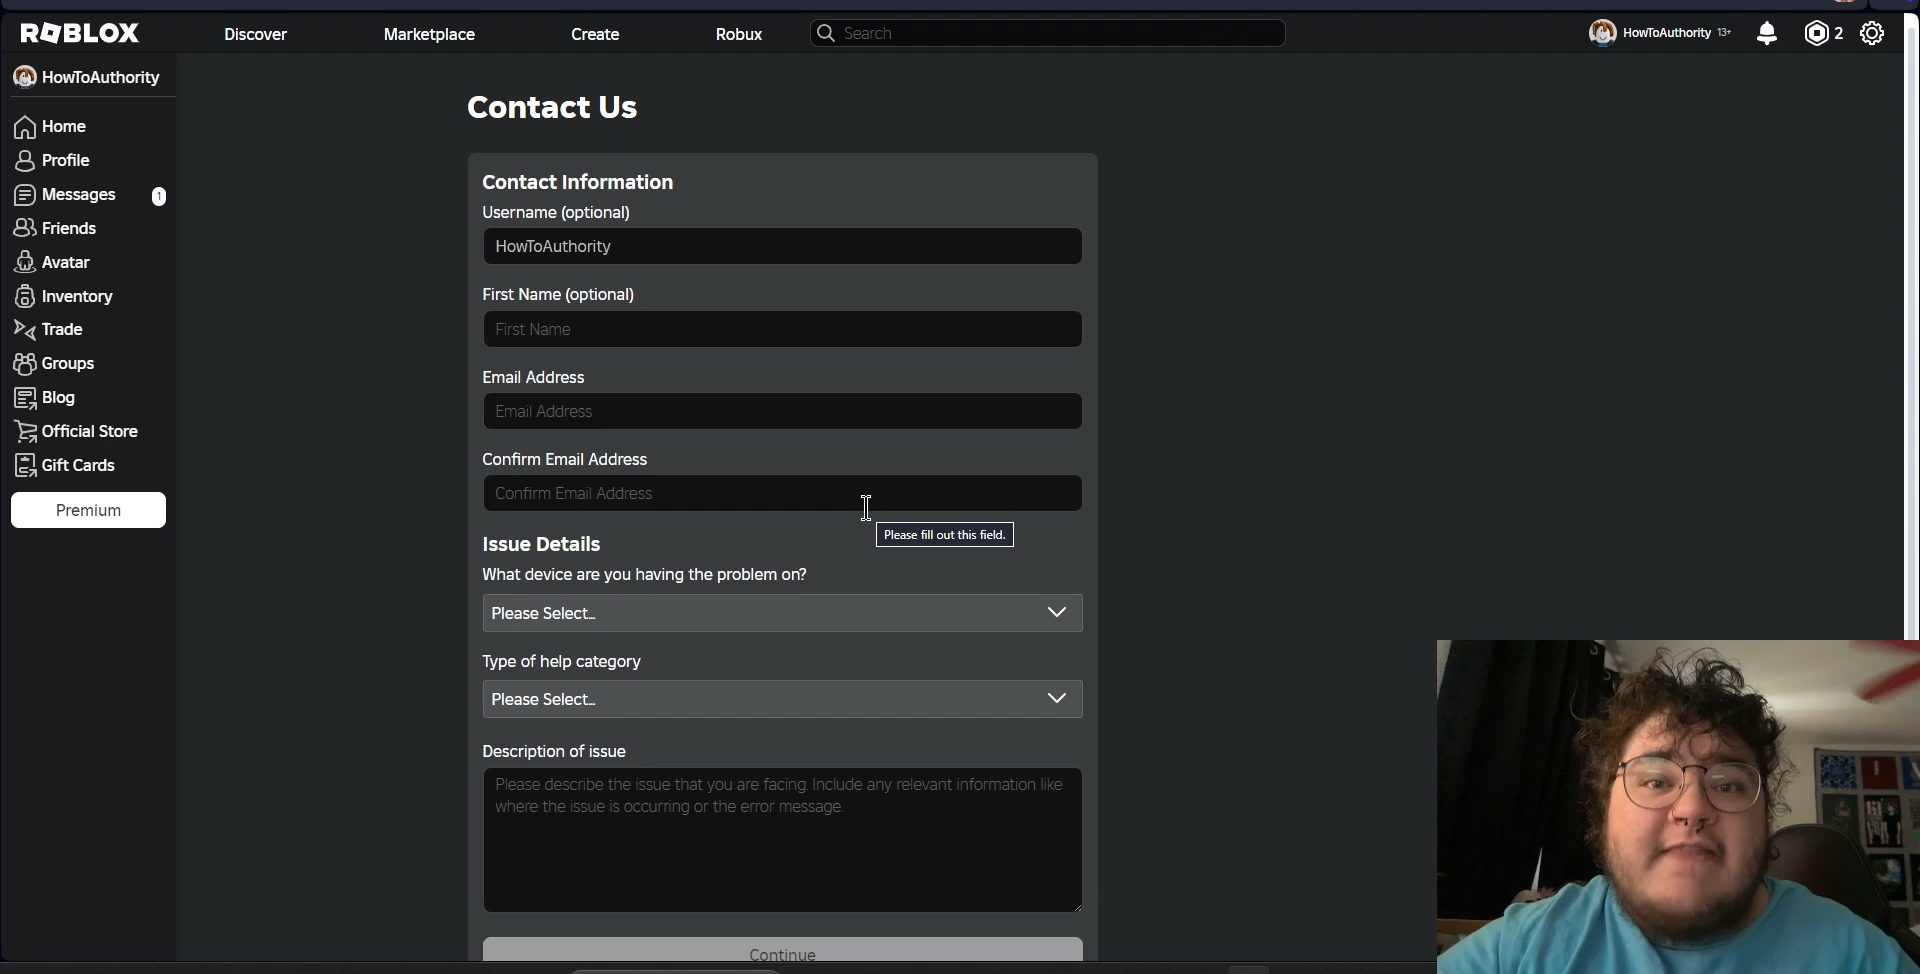 ROBLOX
Discover
Marketplace
Create
Robux
Search
HowToAuthority 13+
2
HowToAuthority
Home
Profile
Messages
1
Friends
Avatar
Inventory
Trade
Groups
Blog
Official Store
Gift Cards
Premium
Contact Us
Contact Information
Username (optional)
HowToAuthority
First Name (optional)
First Name
Email Address
Email Address
Confirm Email Address
Confirm Email Address
Please fill out this field.
Issue Details
What device are you having the problem on?
Please Select...
Type of help category
Please Select...
Description of issue
Please describe the issue that you are facing. Include any relevant information like
where the issue is occurring or the error message.
Continue